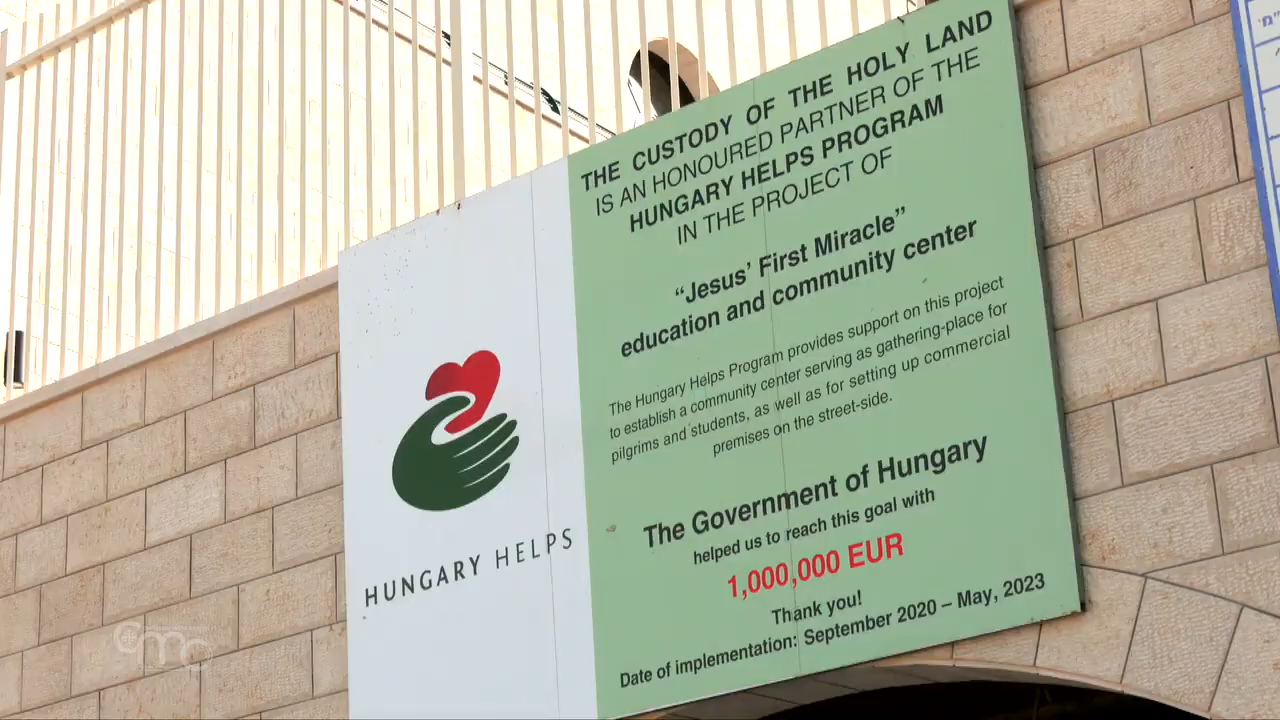 THE CUSTODY OF THE HOLY LAND
IS AN HONOURED PARTNER OF THE
HUNGARY HELPS PROGRAM
IN THE PROJECT OF
“Jesus’ First Miracle”
education and community center
The Hungary Helps Program provides support on this project
to establish a community center serving as gathering-place for
pilgrims and students, as well as for setting up commercial
premises on the street-side.
The Government of Hungary
helped us to reach this goal with
1,000,000 EUR
Thank you!
Date of implementation: September 2020 – May, 2023
HUNGARY HELPS
cmc